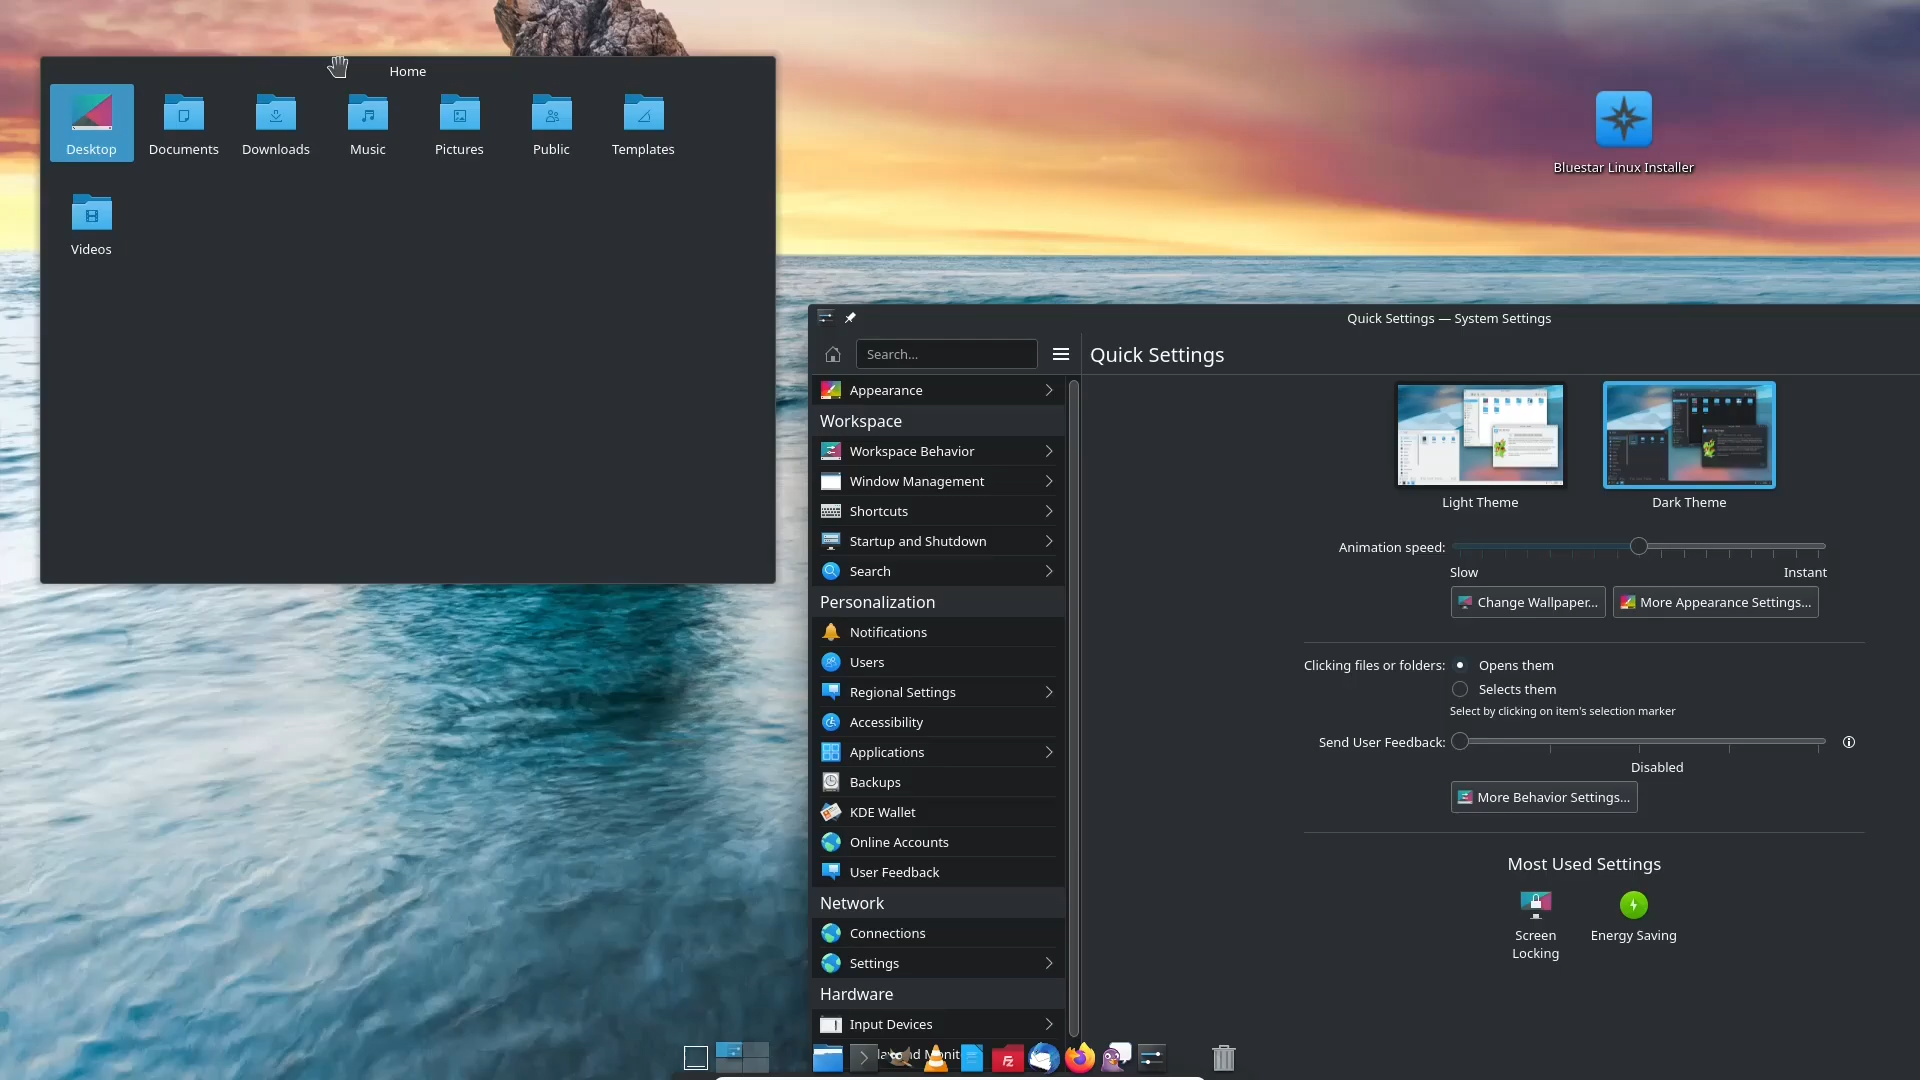 Home
Desktop
Documents
Downloads
Music
Pictures
Public
Templates
Videos
Bluestar Linux Installer
Quick Settings — System Settings
Search...
Quick Settings
Appearance
Workspace
Workspace Behavior
Window Management
Shortcuts
Startup and Shutdown
Search
Personalization
Notifications
Users
Regional Settings
Accessibility
Applications
Backups
KDE Wallet
Online Accounts
User Feedback
Network
Connections
Settings
Hardware
Input Devices
Light Theme
Dark Theme
Animation speed:
Slow
Instant
Change Wallpaper...
More Appearance Settings...
Clicking files or folders:
Opens them
Selects them
Select by clicking on item's selection marker
Send User Feedback:
Disabled
More Behavior Settings...
Most Used Settings
Screen
Locking
Energy Saving
Fz